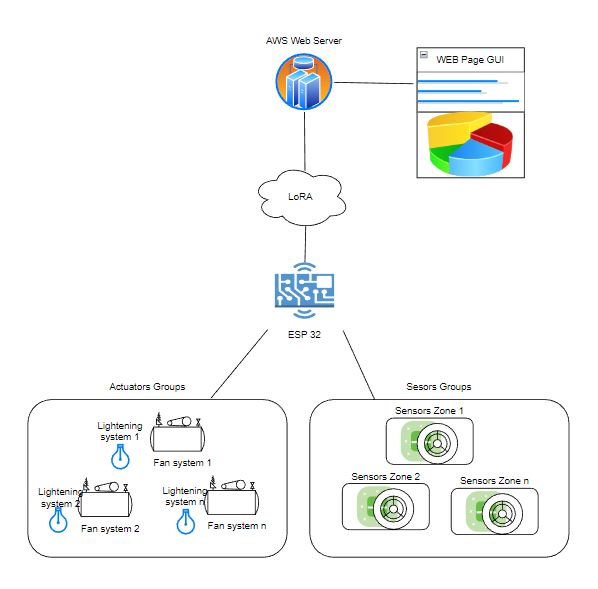 AWS Web Server
WEB Page GUI
LoRA
ESP 32
Actuators Groups
Sesors Groups
Lightening
system 1
Fan system 1
Lightening
system 2
Fan system 2
Lightening
system n
Fan system n
Sensors Zone 1
Sensors Zone 2
Sensors Zone n